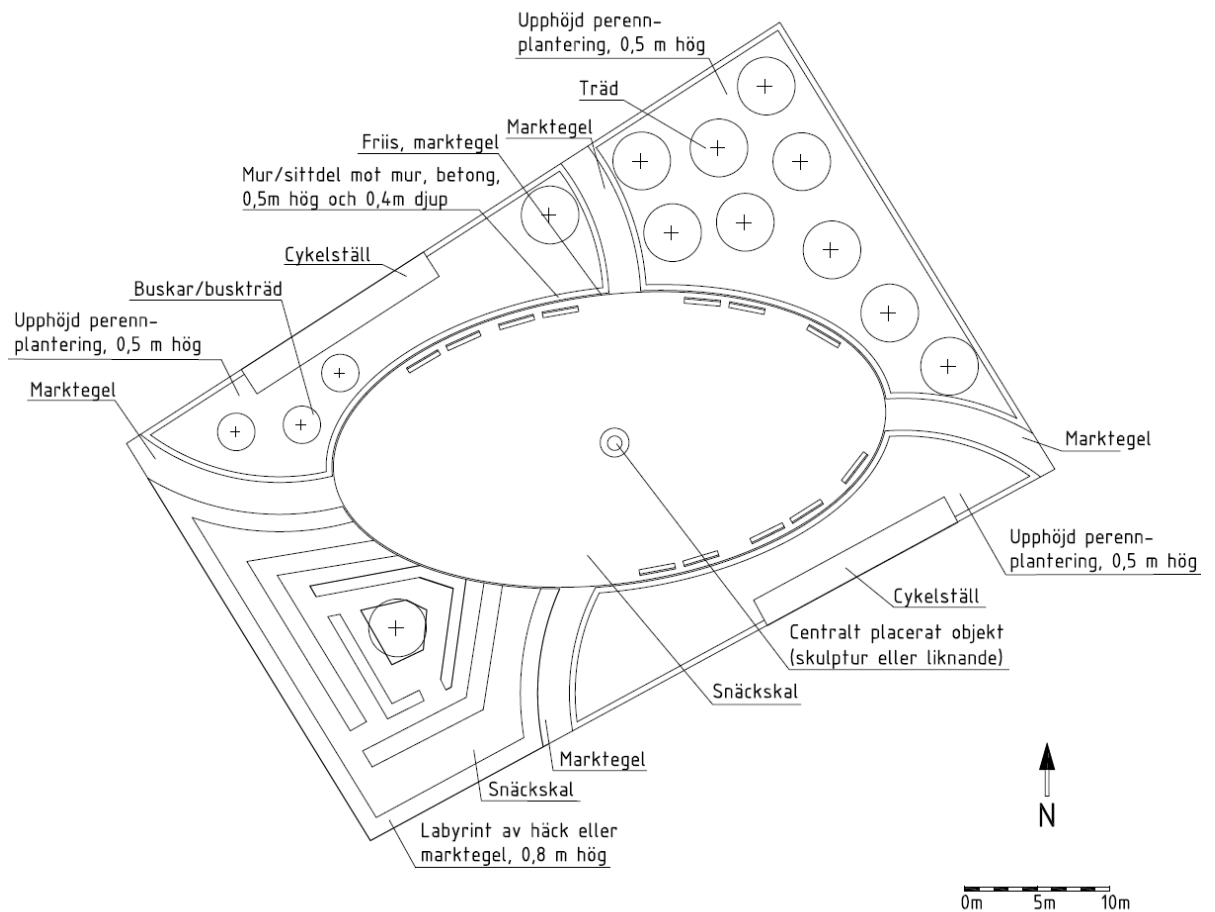 Upphöjd perenn-
plantering, 0,5 m hög
Träd
Marktegel
Friis, marktegel
Mur/sittdel mot mur, betong,
0,5m hög och 0,4m djup
Cykelställ
Buskar/buskträd
Upphöjd perenn-
plantering, 0,5 m hög
Marktegel
Marktegel
Upphöjd perenn-
plantering, 0,5 m hög
Cykelställ
Centralt placerat objekt
(skulptur eller liknande)
Snäckskal
Marktegel
Snäckskal
Labyrint av häck eller
marktegel, 0,8 m hög
N
0m 5m 10m